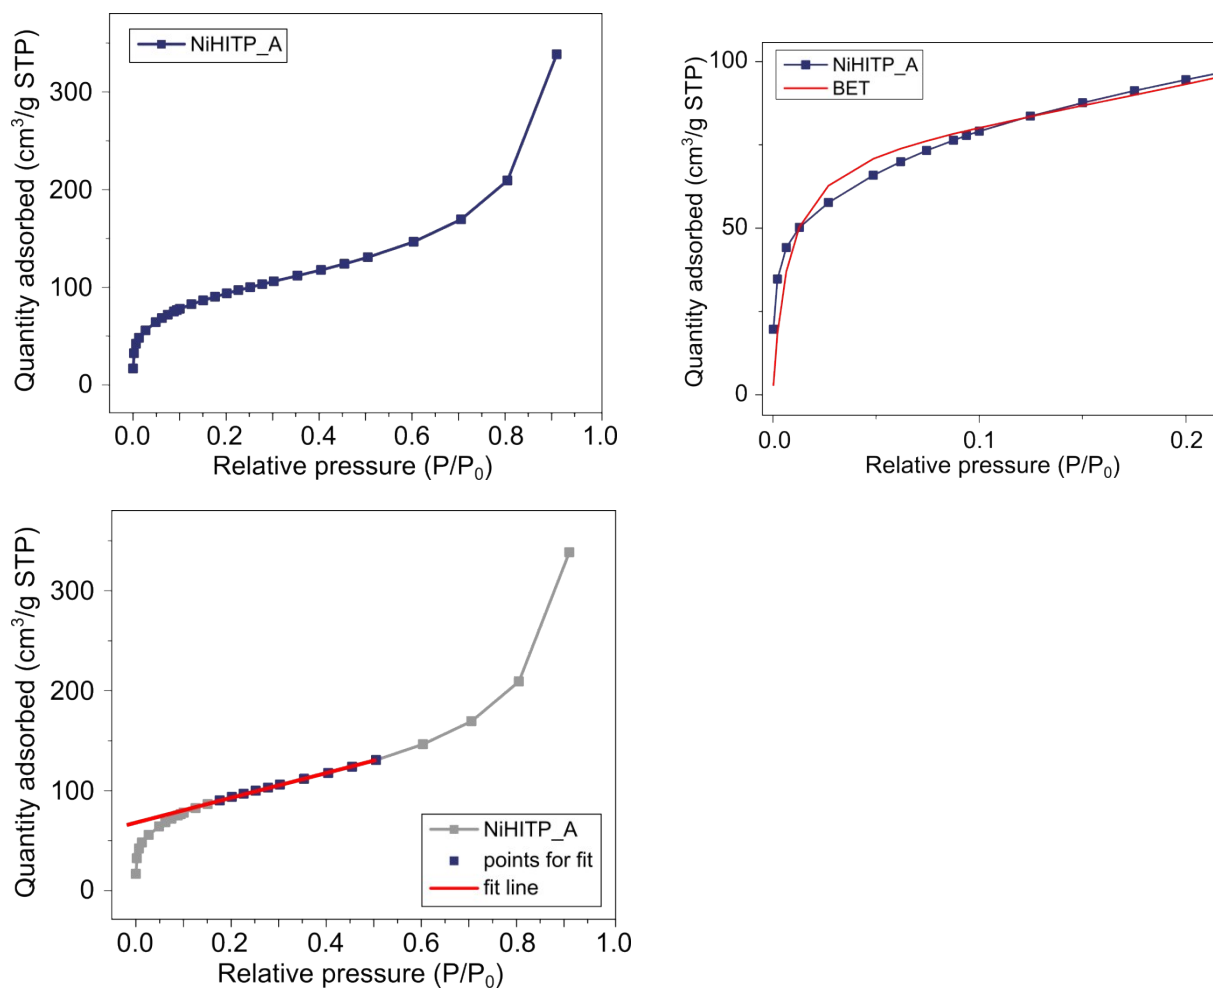 NiHITP_A
Quantity adsorbed (cm³/g STP)
300
200
100
0
0.0 0.2 0.4 0.6 0.8 1.0
Relative pressure (P/P₀)
NiHITP_A
BET
Quantity adsorbed (cm³/g STP)
100
50
0
0.0 0.1 0.2
Relative pressure (P/P₀)
Quantity adsorbed (cm³/g STP)
300
200
100
0
NiHITP_A
points for fit
fit line
0.0 0.2 0.4 0.6 0.8 1.0
Relative pressure (P/P₀)